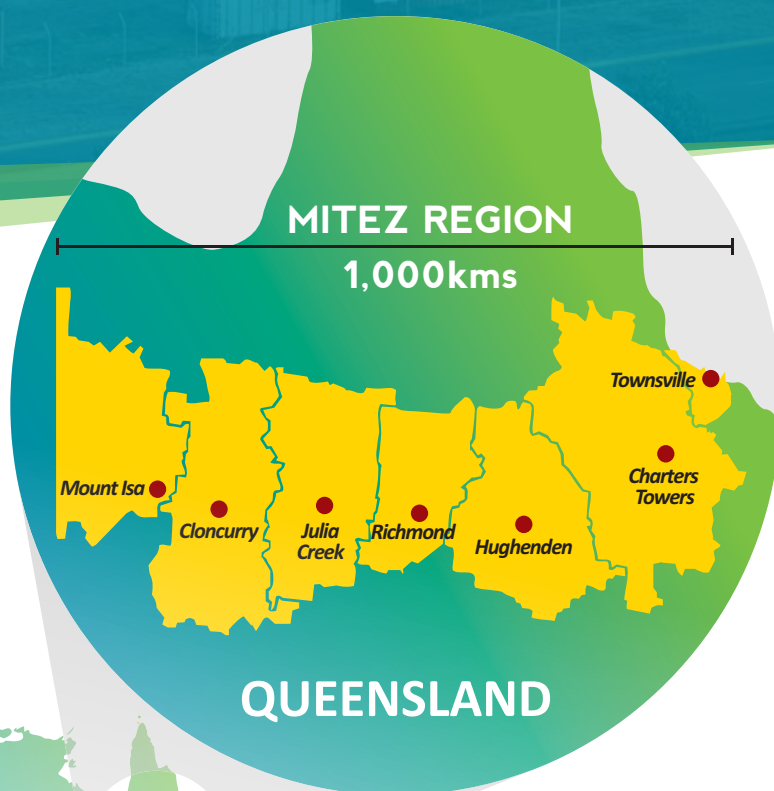 MITEZ REGION
1,000kms
Townsville
Charters
Towers
Mount Isa
Cloncurry
Julia
Creek
Richmond
Hughenden
QUEENSLAND